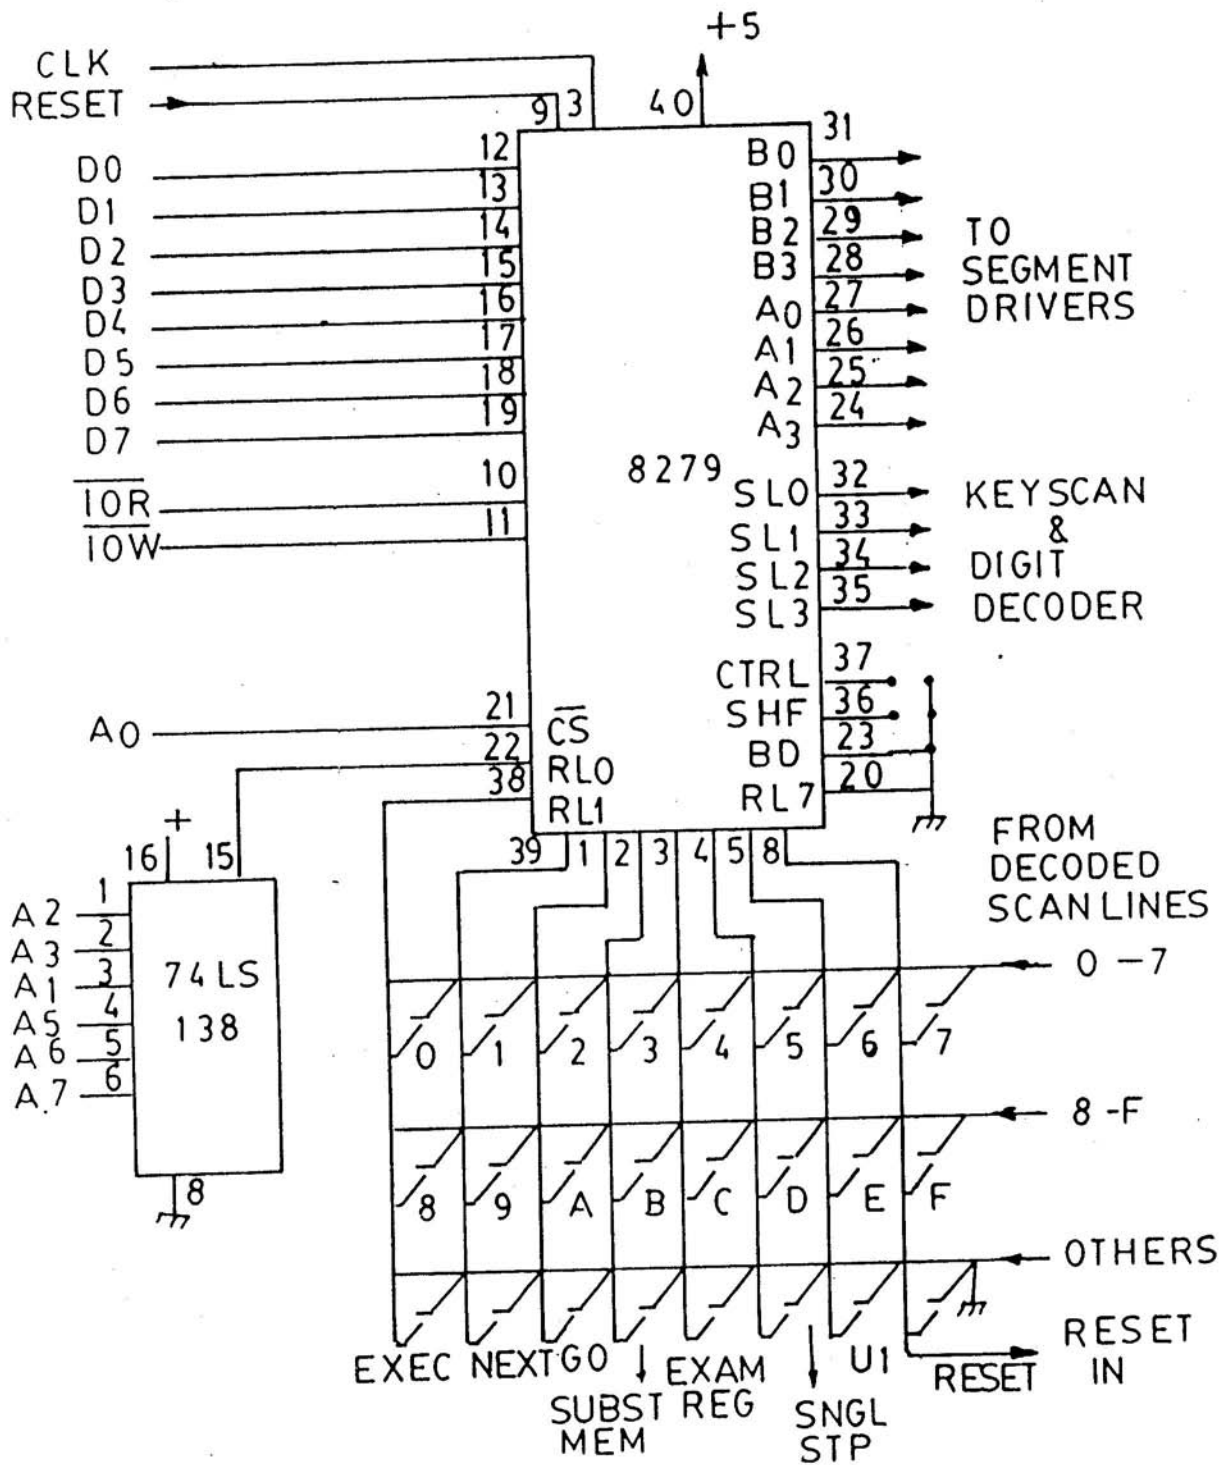 +5
CLK
RESET
9 3 40
D0 12
D1 13
D2 14
D3 15
D4 16
D5 17
D6 18
D7 19
I̅O̅R̅ 10
I̅O̅W̅ 11
8279
B0 31
B1 30
B2 29
B3 28
A0 27
A1 26
A2 25
A3 24
TO
SEGMENT
DRIVERS
SL0 32
SL1 33
SL2 34
SL3 35
KEYSCAN
&
DIGIT
DECODER
CTRL 37
SHF 36
BD 23
RL7 20
A0 21 C̅S̅
22 RL0
38 RL1
39 1 2 3 4 5 8
+
16 15
A2 1
A3 2
A1 3
A5 4
A6 5
A7 6
74LS
138
8
FROM
DECODED
SCAN LINES
0 - 7
0 1 2 3 4 5 6 7
8 - F
8 9 A B C D E F
OTHERS
EXEC NEXT GO
SUBST
MEM
EXAM
REG
SNGL
STP
U1
RESET
RESET
IN